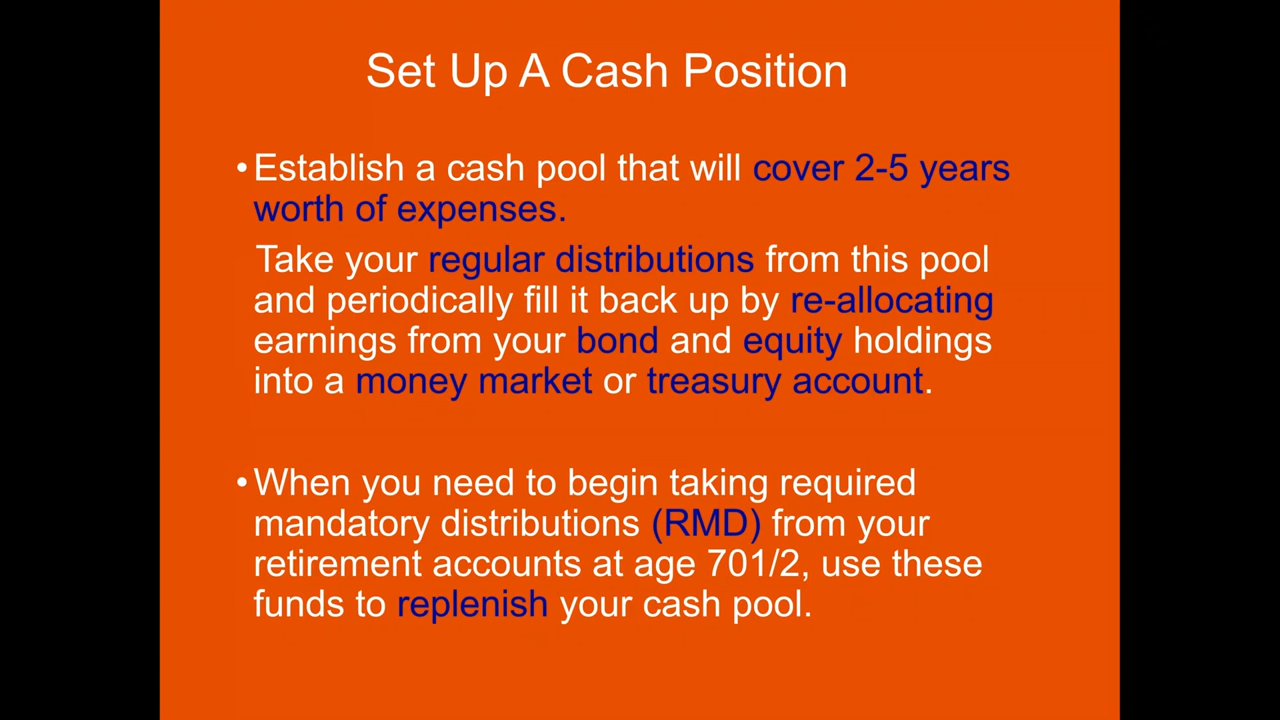 Set Up A Cash Position
•Establish a cash pool that will cover 2-5 years
worth of expenses.
Take your regular distributions from this pool
and periodically fill it back up by re-allocating
earnings from your bond and equity holdings
into a money market or treasury account.
•When you need to begin taking required
mandatory distributions (RMD) from your
retirement accounts at age 701/2, use these
funds to replenish your cash pool.